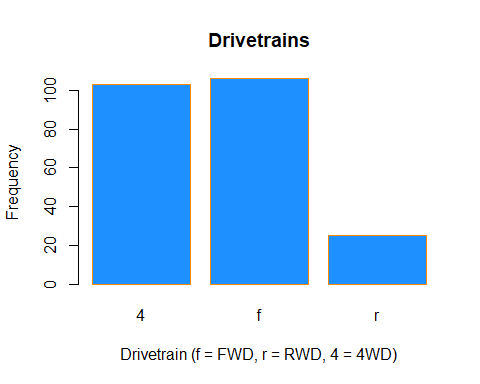 Drivetrains
Frequency
100
80
60
40
20
0
4 f r
Drivetrain (f = FWD, r = RWD, 4 = 4WD)